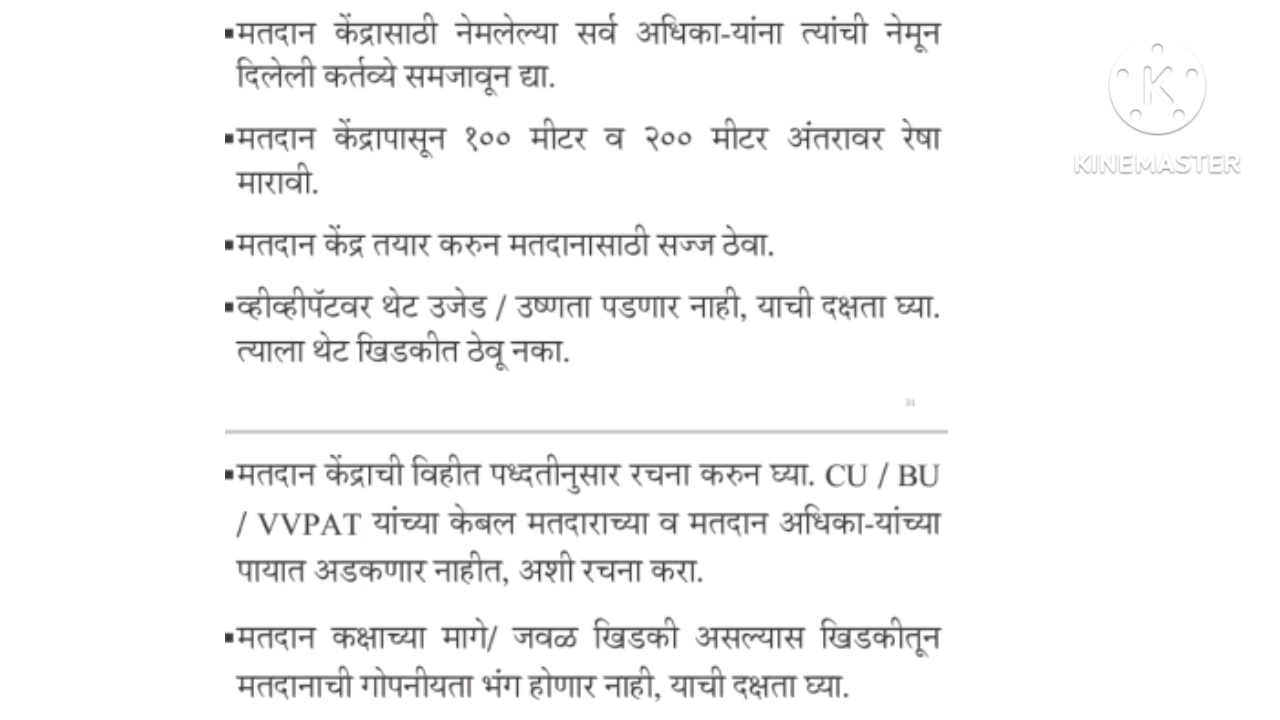 ▪मतदान केंद्रासाठी नेमलेल्या सर्व अधिका-यांना त्यांची नेमून
दिलेली कर्तव्ये समजावून द्या.
▪मतदान केंद्रापासून १०० मीटर व २०० मीटर अंतरावर रेषा
मारावी.
▪मतदान केंद्र तयार करुन मतदानासाठी सज्ज ठेवा.
▪व्हीव्हीपॅटवर थेट उजेड / उष्णता पडणार नाही, याची दक्षता घ्या.
त्याला थेट खिडकीत ठेवू नका.
▪मतदान केंद्राची विहीत पध्दतीनुसार रचना करुन घ्या. CU / BU
/ VVPAT यांच्या केबल मतदाराच्या व मतदान अधिका-यांच्या
पायात अडकणार नाहीत, अशी रचना करा.
▪मतदान कक्षाच्या मागे/ जवळ खिडकी असल्यास खिडकीतून
मतदानाची गोपनीयता भंग होणार नाही, याची दक्षता घ्या.
K
KINEMASTER